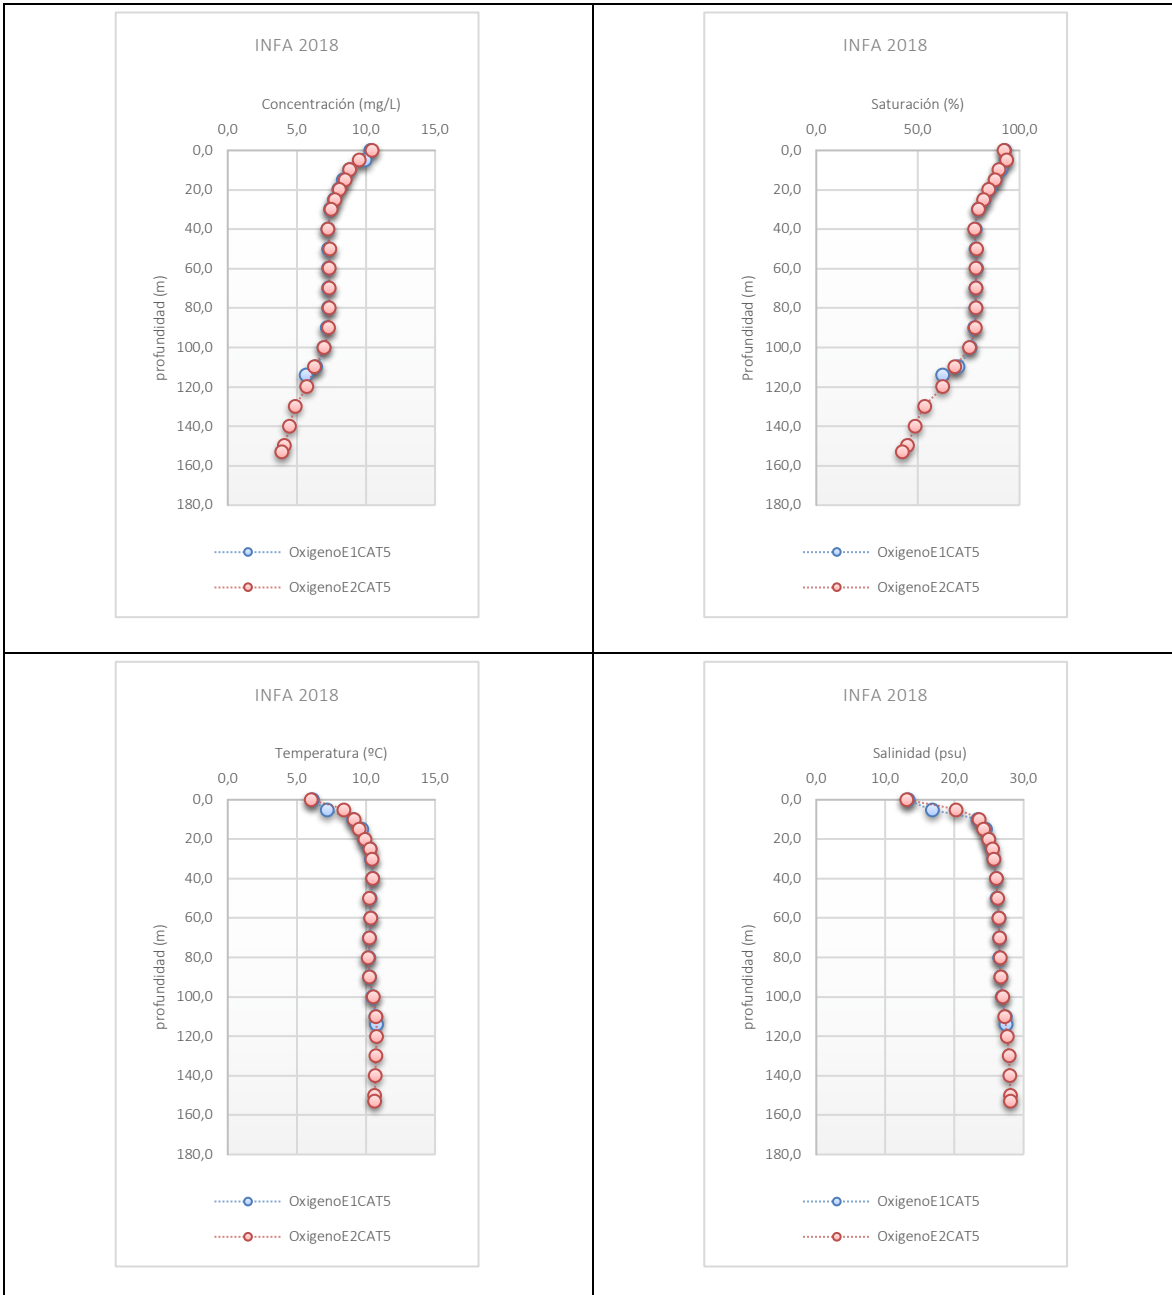 INFA 2018
Concentración (mg/L)
0,0 5,0 10,0 15,0
0,0
20,0
40,0
60,0
80,0
100,0
120,0
140,0
160,0
180,0
profundidad (m)
OxigenoE1CAT5
OxigenoE2CAT5
INFA 2018
Saturación (%)
0,0 50,0 100,0
0,0
20,0
40,0
60,0
80,0
100,0
120,0
140,0
160,0
180,0
Profundidad (m)
OxigenoE1CAT5
OxigenoE2CAT5
INFA 2018
Temperatura (ºC)
0,0 5,0 10,0 15,0
0,0
20,0
40,0
60,0
80,0
100,0
120,0
140,0
160,0
180,0
profundidad (m)
OxigenoE1CAT5
OxigenoE2CAT5
INFA 2018
Salinidad (psu)
0,0 10,0 20,0 30,0
0,0
20,0
40,0
60,0
80,0
100,0
120,0
140,0
160,0
180,0
profundidad (m)
OxigenoE1CAT5
OxigenoE2CAT5